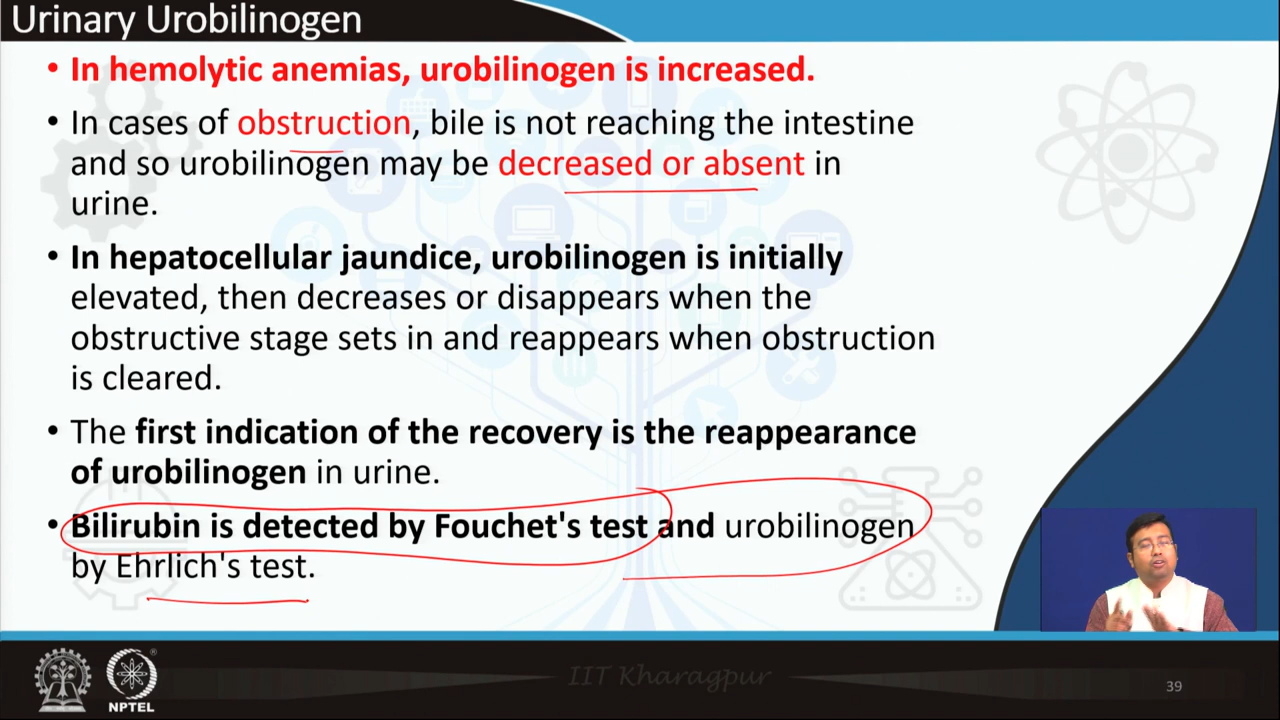 Urinary Urobilinogen
• In hemolytic anemias, urobilinogen is increased.
• In cases of obstruction, bile is not reaching the intestine
and so urobilinogen may be decreased or absent in
urine.
• In hepatocellular jaundice, urobilinogen is initially
elevated, then decreases or disappears when the
obstructive stage sets in and reappears when obstruction
is cleared.
• The first indication of the recovery is the reappearance
of urobilinogen in urine.
• Bilirubin is detected by Fouchet's test and urobilinogen
by Ehrlich's test.
IIT Kharagpur
NPTEL
®
39